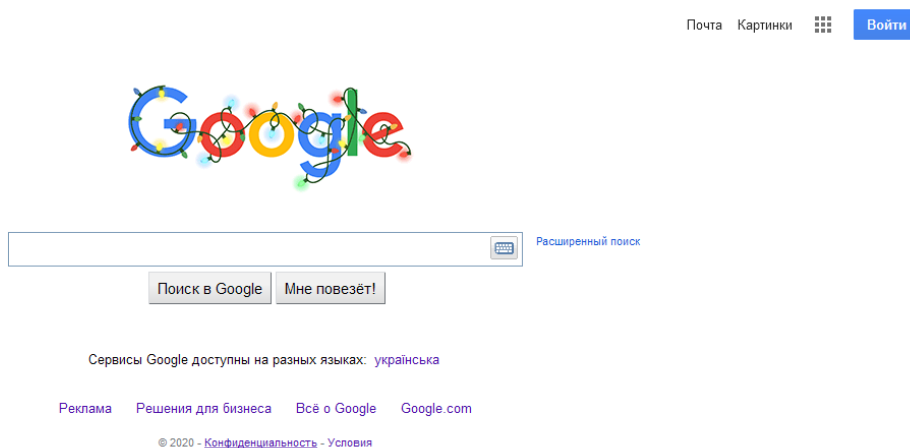 Почта Картинки Войти
Google
Расширенный поиск
Поиск в Google Мне повезёт!
Сервисы Google доступны на разных языках: українська
Реклама Решения для бизнеса Всё о Google Google.com
© 2020 - Конфиденциальность - Условия